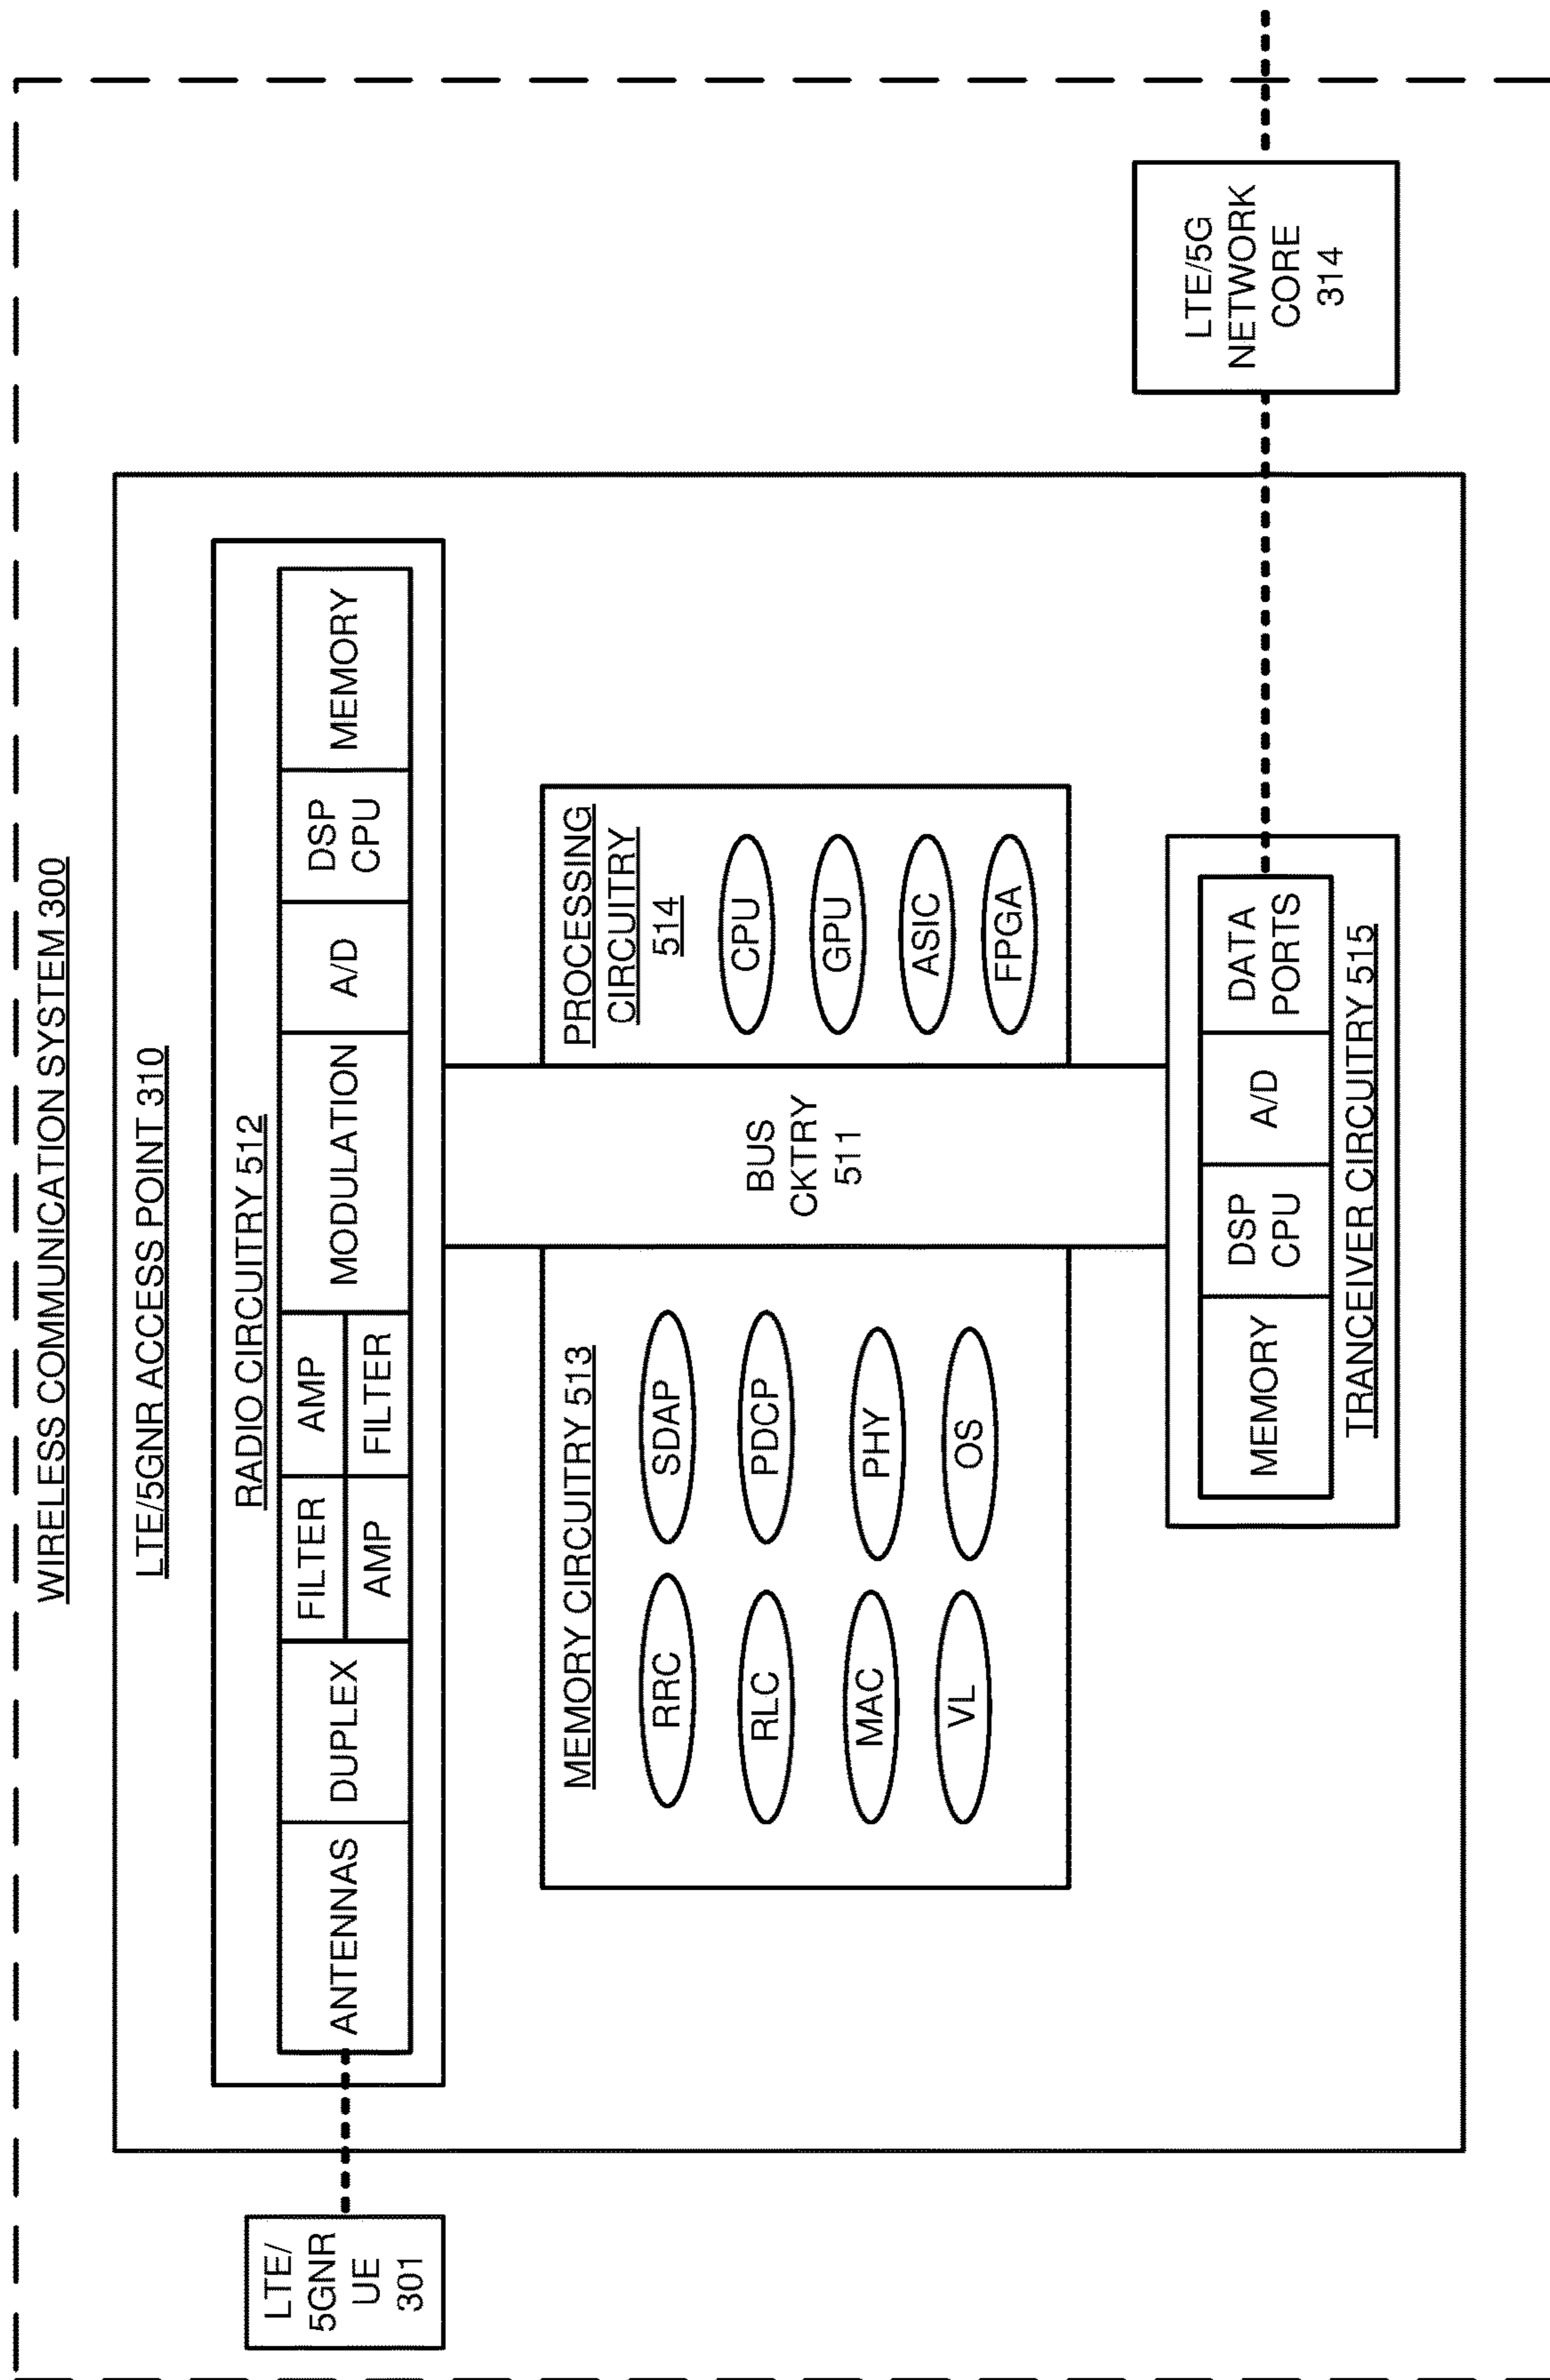 WIRELESS COMMUNICATION SYSTEM 300
LTE/5GNR ACCESS POINT 310
RADIO CIRCUITRY 512
LTE/
5GNR
UE
301
ANTENNAS
DUPLEX
FILTER
AMP
AMP
FILTER
MODULATION
A/D
DSP
CPU
MEMORY
MEMORY CIRCUITRY 513
RRC
SDAP
RLC
PDCP
MAC
PHY
VL
OS
BUS
CKTRY
511
PROCESSING
CIRCUITRY
514
CPU
GPU
ASIC
FPGA
MEMORY
DSP
CPU
A/D
DATA
PORTS
TRANCEIVER CIRCUITRY 515
LTE/5G
NETWORK
CORE
314